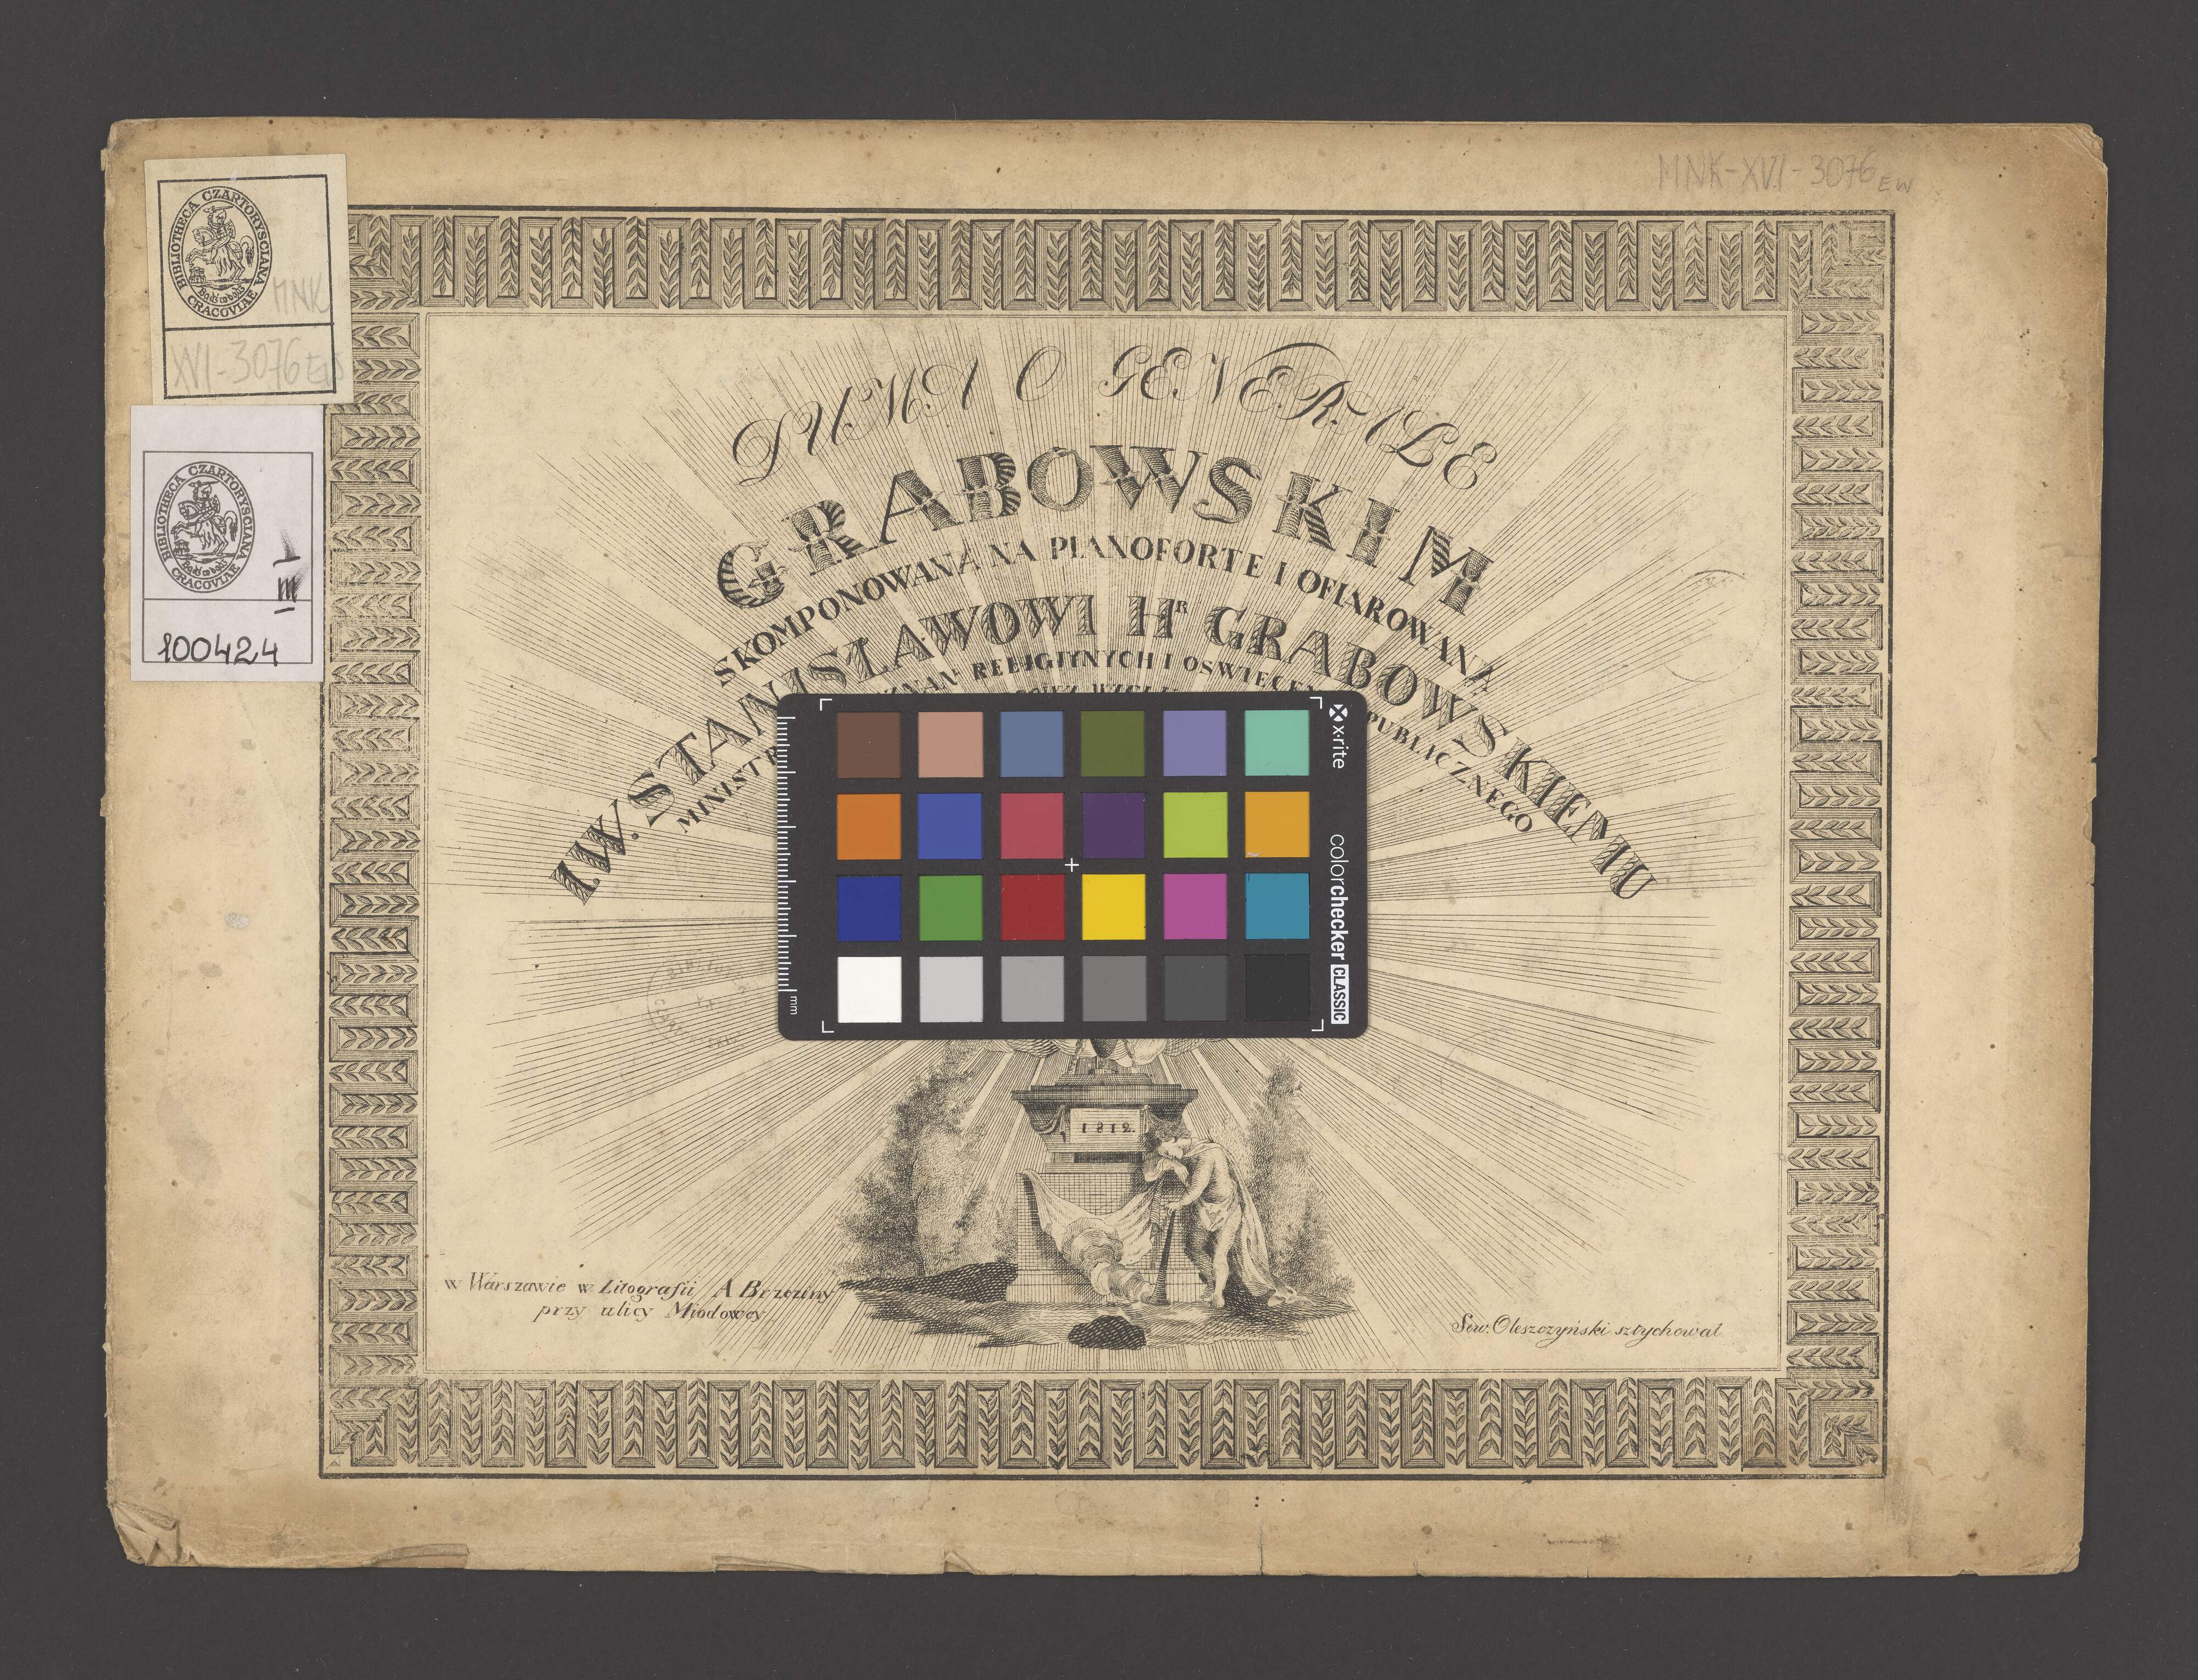 MNK-XVI-3076 EW
BIBLIOTHECA CZARTORYSCIANA
CRACOVIAE
MNK
XVI-3076 EW
BIBLIOTHECA CZARTORYSCIANA
CRACOVIAE
I
III
100424
DUMA O GENERALE
GRABOWSKIM
SKOMPONOWANA NA PIANOFORTE I OFIAROWANA
I.W. STANISŁAWOWI HR GRABOWSKIEMU
RELIGIYNYCH I PUBLICZNEGO
x·rite
colorchecker CLASSIC
mm
1812.
w Warszawie w Litografii A Brzeziny
przy ulicy Miodowey
Sew. Oleszczyński sztychował